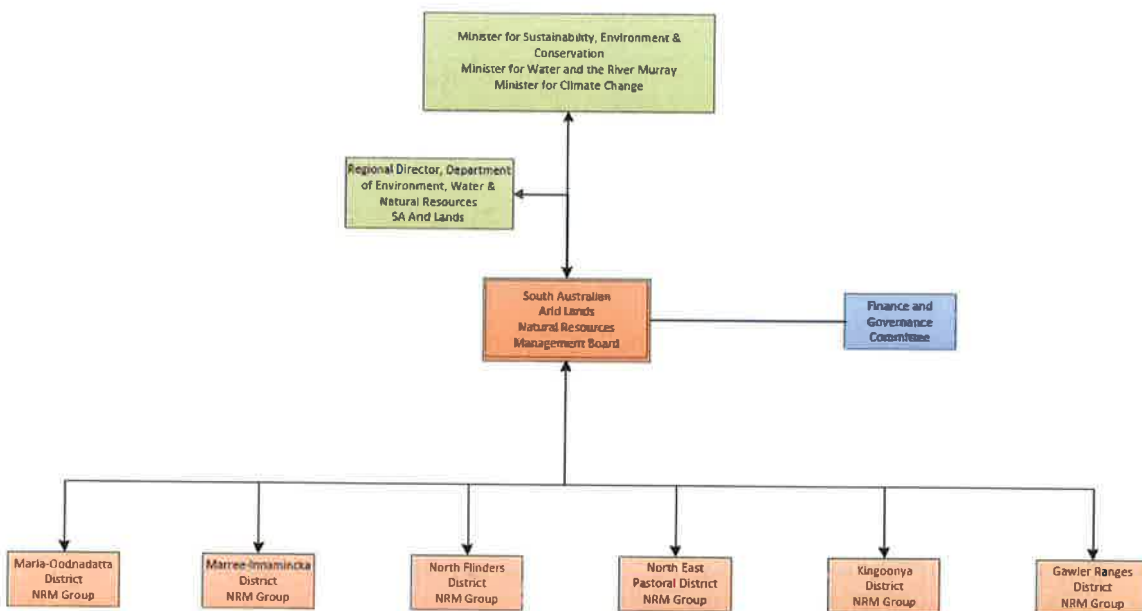 Minister for Sustainability, Environment &
Conservation
Minister for Water and the River Murray
Minister for Climate Change
Regional Director, Department
of Environment, Water &
Natural Resources
SA Arid Lands
South Australian
Arid Lands
Natural Resources
Management Board
Finance and
Governance
Committee
Marla-Oodnadatta
District
NRM Group
Marree-Innamincka
District
NRM Group
North Flinders
District
NRM Group
North East
Pastoral District
NRM Group
Kingoonya
District
NRM Group
Gawler Ranges
District
NRM Group